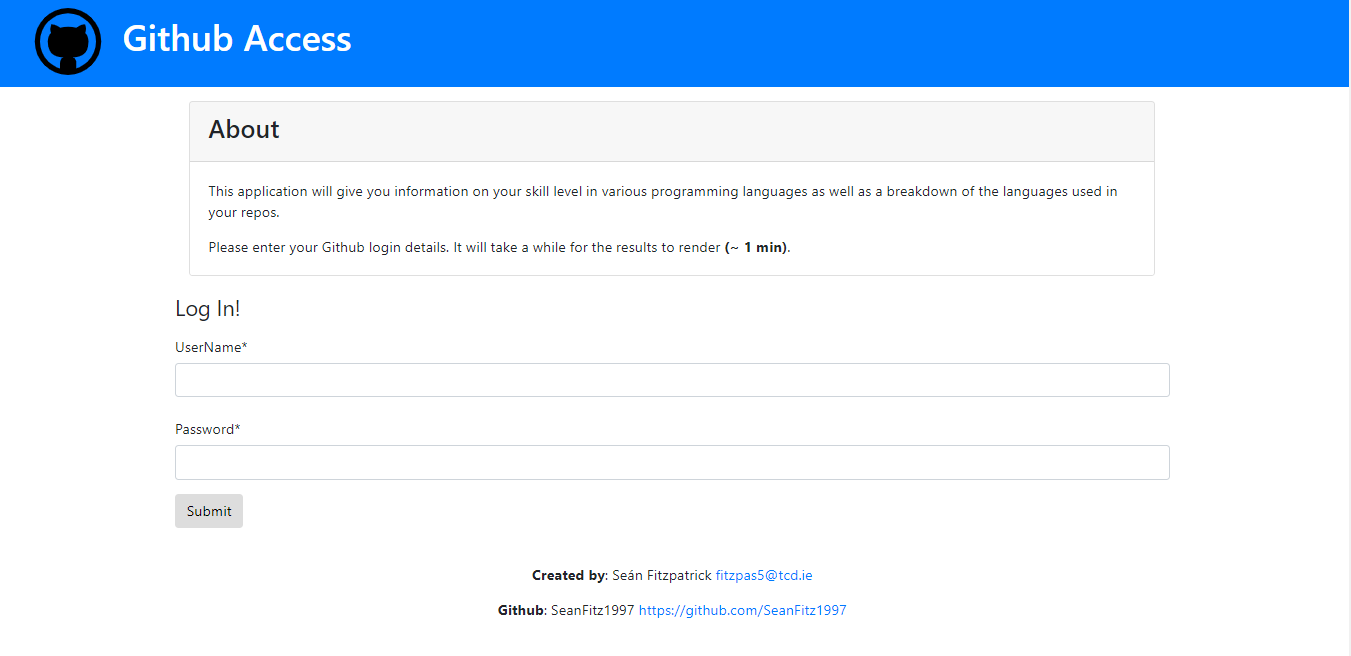 Github Access
About
This application will give you information on your skill level in various programming languages as well as a breakdown of the languages used in
your repos.
Please enter your Github login details. It will take a while for the results to render (~ 1 min).
Log In!
UserName*
Password*
Submit
Created by: Seán Fitzpatrick fitzpas5@tcd.ie
Github: SeanFitz1997 https://github.com/SeanFitz1997